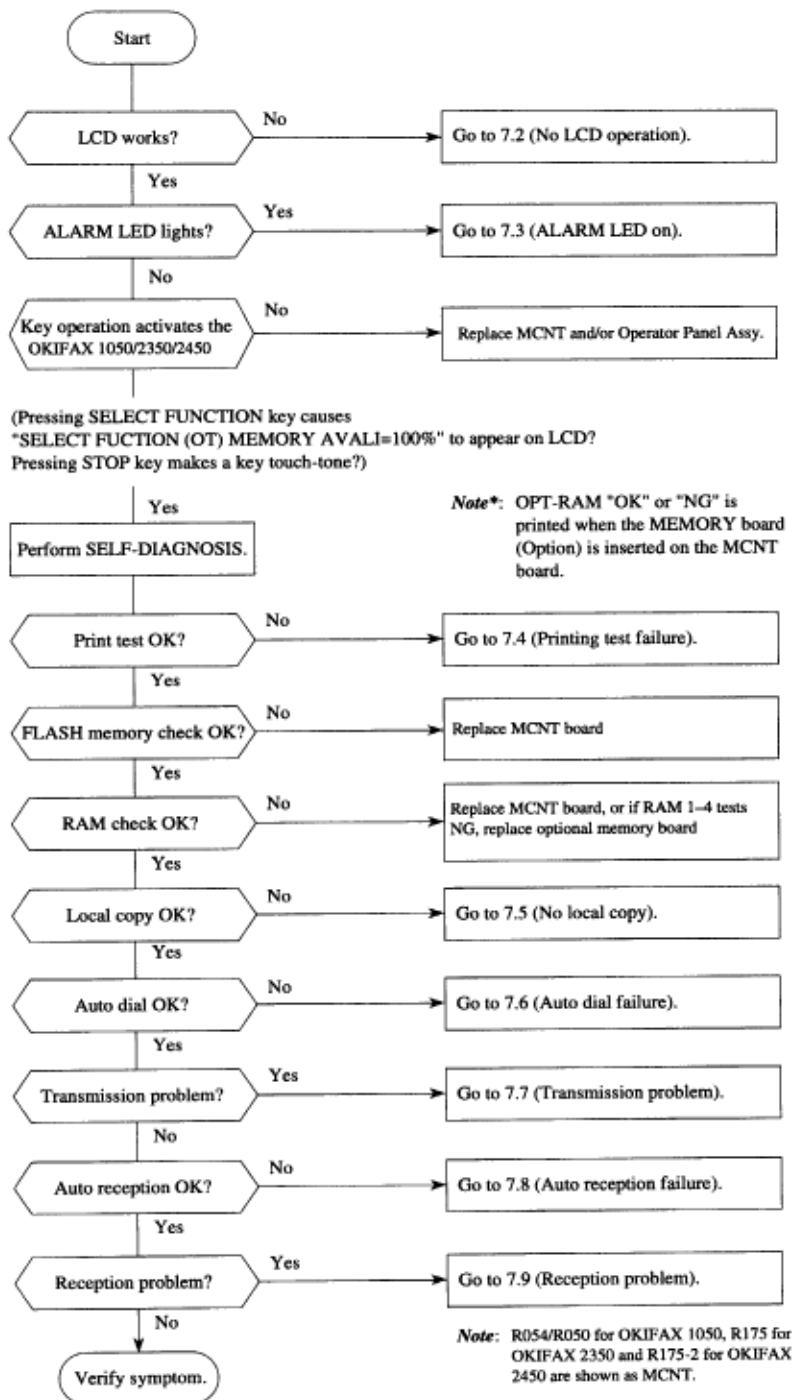 Start
LCD works?
No
Go to 7.2 (No LCD operation).
Yes
ALARM LED lights?
Yes
Go to 7.3 (ALARM LED on).
No
Key operation activates the
OKIFAX 1050/2350/2450
No
Replace MCNT and/or Operator Panel Assy.
(Pressing SELECT FUNCTION key causes
"SELECT FUCTION (OT) MEMORY AVALI=100%" to appear on LCD?
Pressing STOP key makes a key touch-tone?)
Yes
Note*: OPT-RAM "OK" or "NG" is
printed when the MEMORY board
(Option) is inserted on the MCNT
board.
Perform SELF-DIAGNOSIS.
Print test OK?
No
Go to 7.4 (Printing test failure).
Yes
FLASH memory check OK?
No
Replace MCNT board
Yes
RAM check OK?
No
Replace MCNT board, or if RAM 1–4 tests
NG, replace optional memory board
Yes
Local copy OK?
No
Go to 7.5 (No local copy).
Yes
Auto dial OK?
No
Go to 7.6 (Auto dial failure).
Yes
Transmission problem?
Yes
Go to 7.7 (Transmission problem).
No
Auto reception OK?
No
Go to 7.8 (Auto reception failure).
Yes
Reception problem?
Yes
Go to 7.9 (Reception problem).
No
Verify symptom.
Note: R054/R050 for OKIFAX 1050, R175 for
OKIFAX 2350 and R175-2 for OKIFAX
2450 are shown as MCNT.